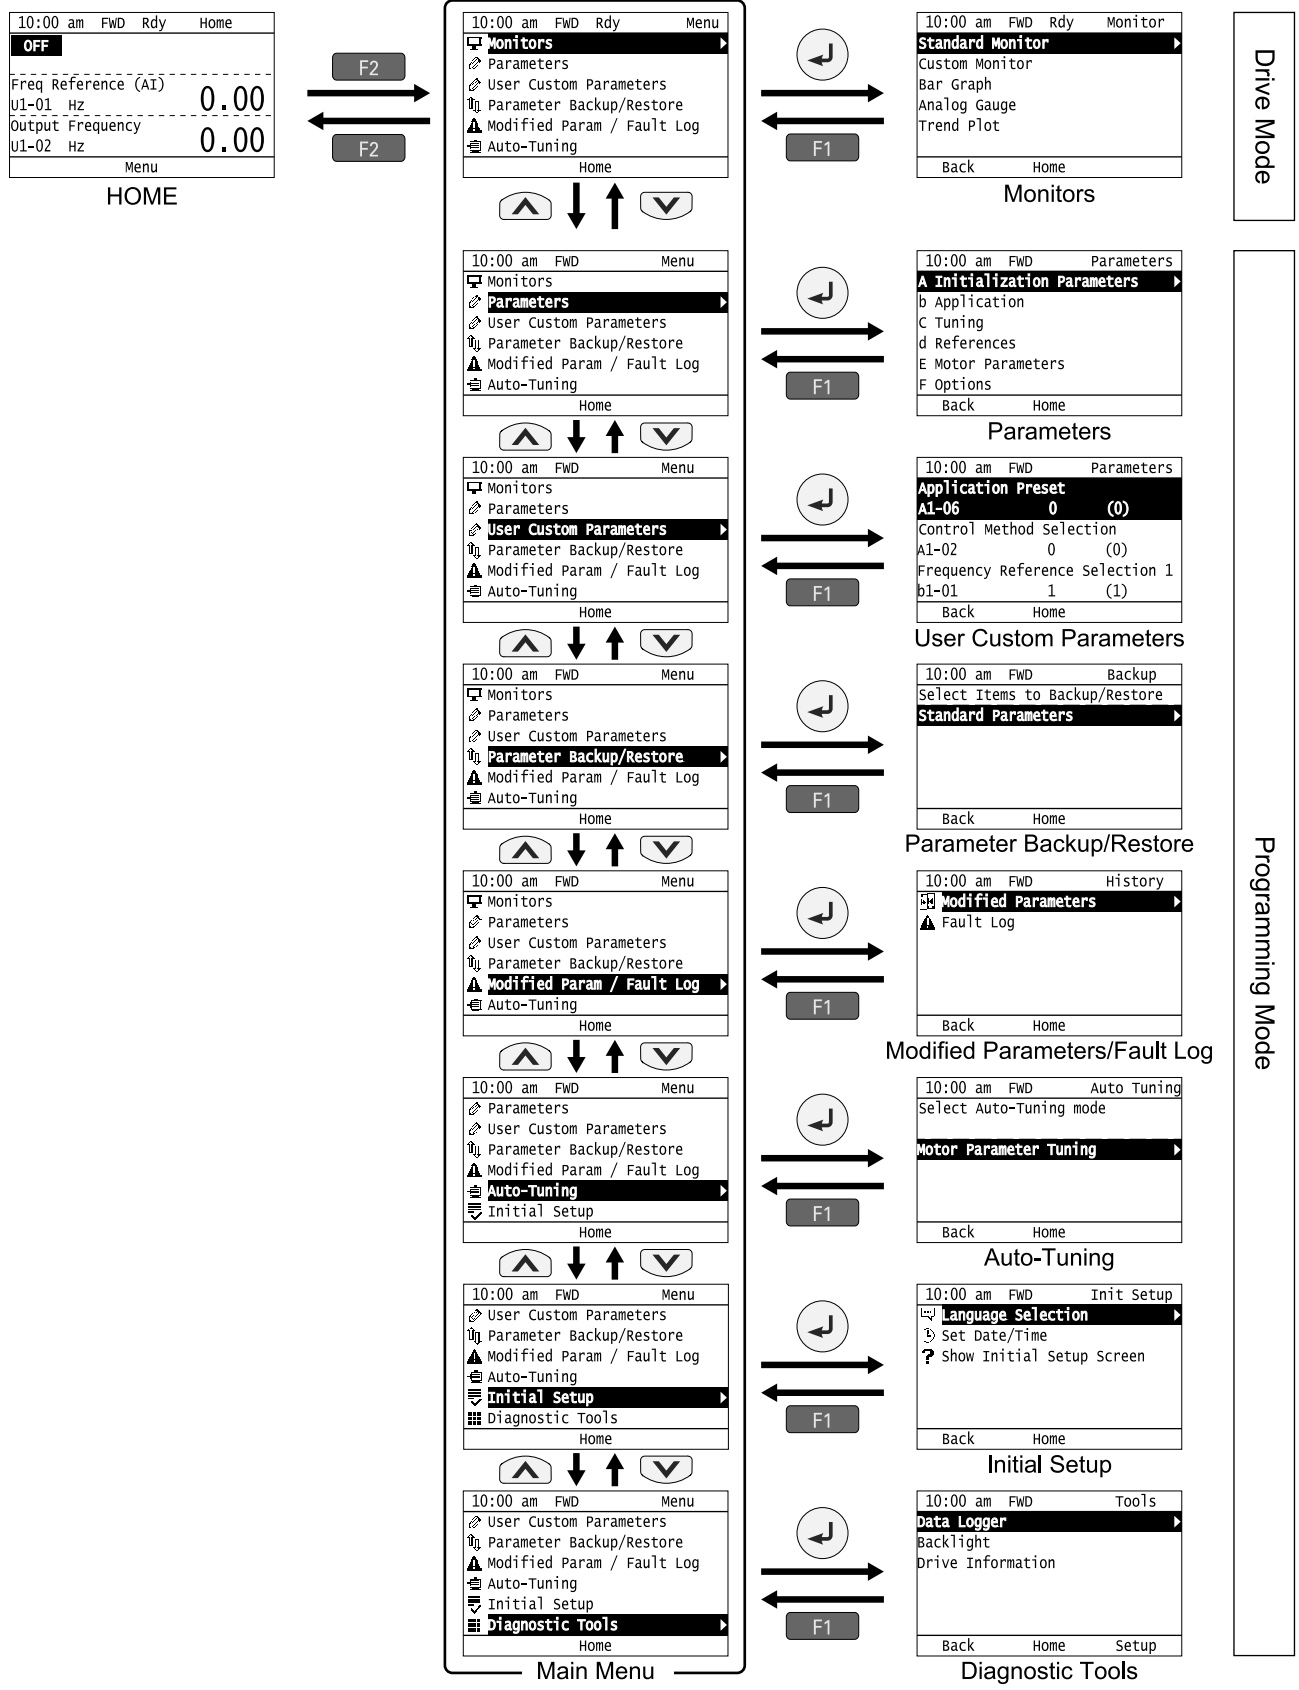 10:00 am FWD Rdy Home
OFF
Freq Reference (AI)
U1-01 Hz 0.00
Output Frequency
U1-02 Hz 0.00
Menu
HOME
F2
F2
10:00 am FWD Rdy Menu
Monitors
Parameters
User Custom Parameters
Parameter Backup/Restore
Modified Param / Fault Log
Auto-Tuning
Home
F1
10:00 am FWD Rdy Monitor
Standard Monitor
Custom Monitor
Bar Graph
Analog Gauge
Trend Plot
Back Home
Monitors
Drive Mode
10:00 am FWD Menu
Monitors
Parameters
User Custom Parameters
Parameter Backup/Restore
Modified Param / Fault Log
Auto-Tuning
Home
F1
10:00 am FWD Parameters
A Initialization Parameters
b Application
C Tuning
d References
E Motor Parameters
F Options
Back Home
Parameters
10:00 am FWD Menu
Monitors
Parameters
User Custom Parameters
Parameter Backup/Restore
Modified Param / Fault Log
Auto-Tuning
Home
F1
10:00 am FWD Parameters
Application Preset
A1-06 0 (0)
Control Method Selection
A1-02 0 (0)
Frequency Reference Selection 1
b1-01 1 (1)
Back Home
User Custom Parameters
10:00 am FWD Menu
Monitors
Parameters
User Custom Parameters
Parameter Backup/Restore
Modified Param / Fault Log
Auto-Tuning
Home
F1
10:00 am FWD Backup
Select Items to Backup/Restore
Standard Parameters
Back Home
Parameter Backup/Restore
10:00 am FWD Menu
Monitors
Parameters
User Custom Parameters
Parameter Backup/Restore
Modified Param / Fault Log
Auto-Tuning
Home
F1
10:00 am FWD History
Modified Parameters
Fault Log
Back Home
Modified Parameters/Fault Log
10:00 am FWD Menu
Parameters
User Custom Parameters
Parameter Backup/Restore
Modified Param / Fault Log
Auto-Tuning
Initial Setup
Home
F1
10:00 am FWD Auto Tuning
Select Auto-Tuning mode
Motor Parameter Tuning
Back Home
Auto-Tuning
10:00 am FWD Menu
User Custom Parameters
Parameter Backup/Restore
Modified Param / Fault Log
Auto-Tuning
Initial Setup
Diagnostic Tools
Home
F1
10:00 am FWD Init Setup
Language Selection
Set Date/Time
? Show Initial Setup Screen
Back Home
Initial Setup
10:00 am FWD Menu
User Custom Parameters
Parameter Backup/Restore
Modified Param / Fault Log
Auto-Tuning
Initial Setup
Diagnostic Tools
Home
Main Menu
F1
10:00 am FWD Tools
Data Logger
Backlight
Drive Information
Back Home Setup
Diagnostic Tools
Programming Mode